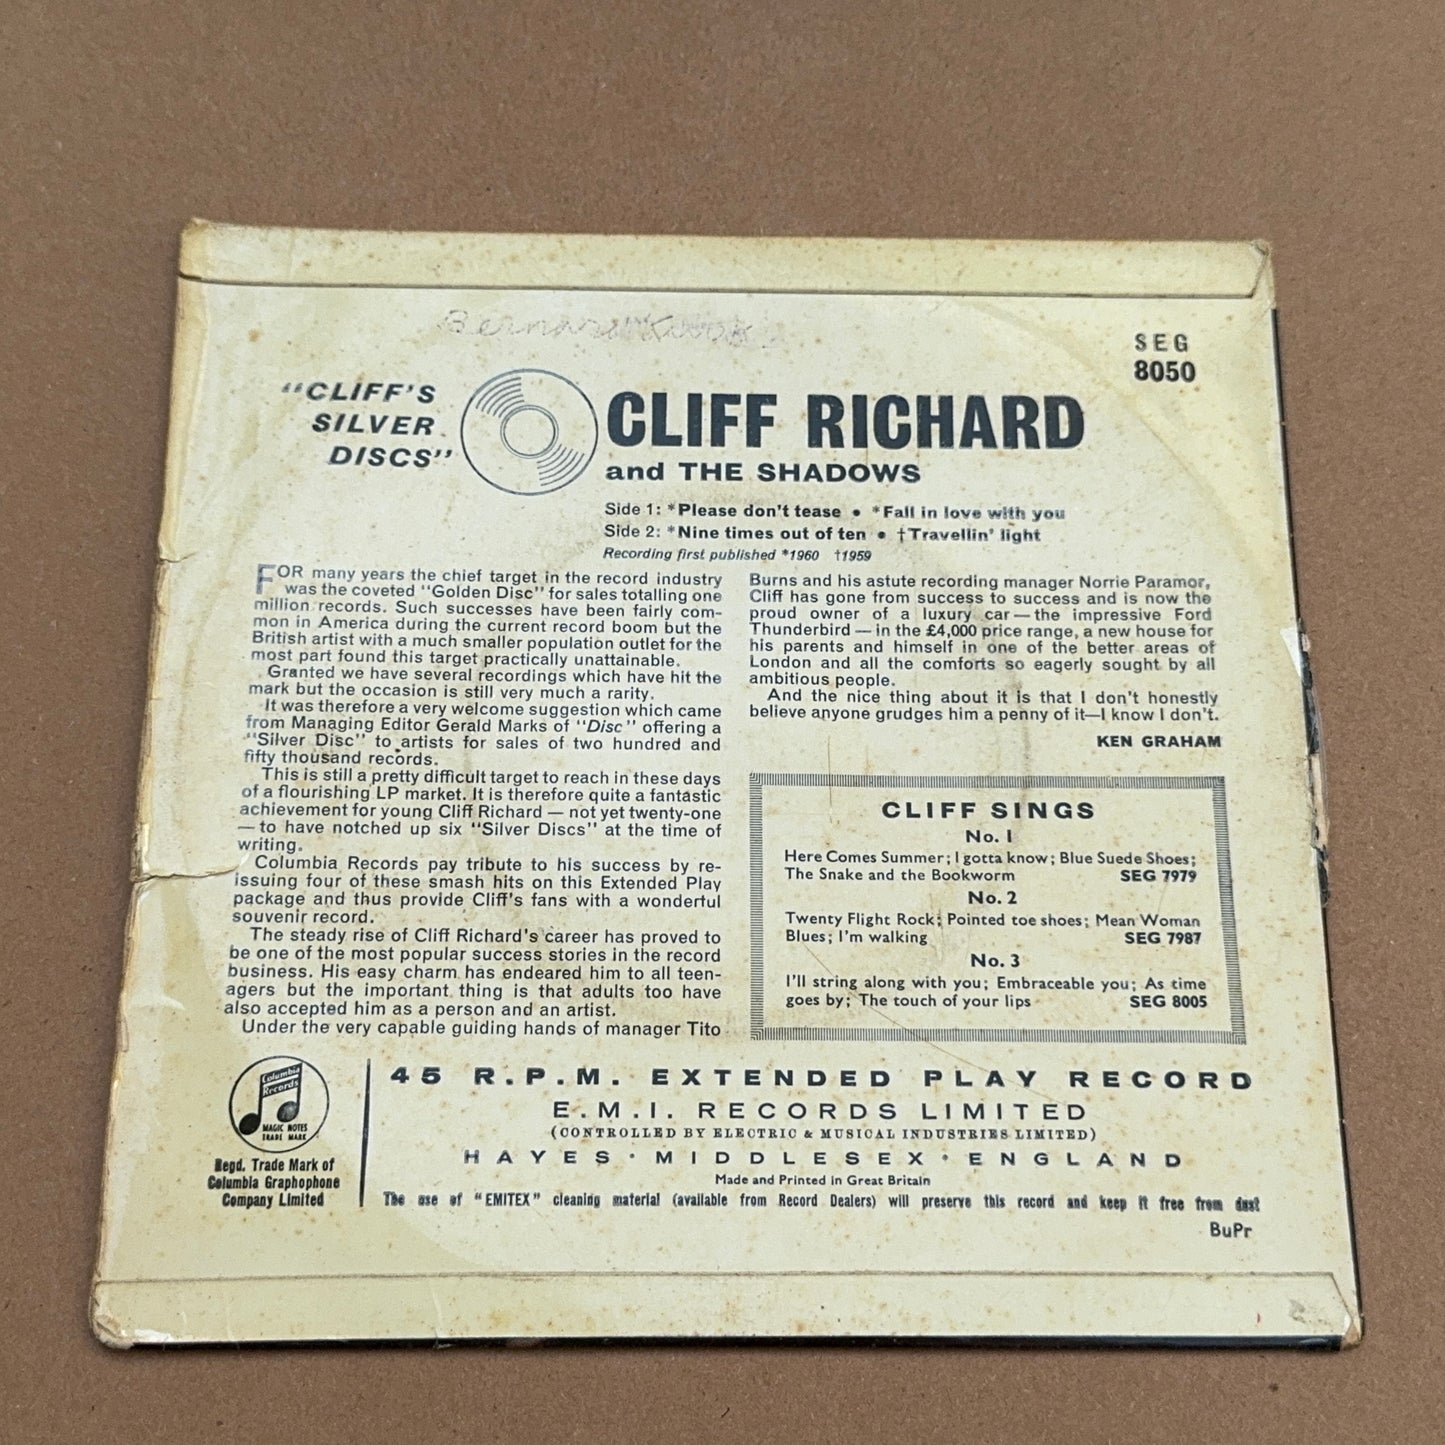 SEG
8050
"CLIFF'S
SILVER
DISCS"
CLIFF RICHARD
and THE SHADOWS
Side 1: *Please don't tease • *Fall in love with you
Side 2: *Nine times out of ten • †Travellin' light
Recording first published *1960 †1959
FOR many years the chief target in the record industry
was the coveted "Golden Disc" for sales totalling one
million records. Such successes have been fairly com-
mon in America during the current record boom but the
British artist with a much smaller population outlet for the
most part found this target practically unattainable.
Granted we have several recordings which have hit the
mark but the occasion is still very much a rarity.
It was therefore a very welcome suggestion which came
from Managing Editor Gerald Marks of "Disc" offering a
"Silver Disc" to artists for sales of two hundred and
fifty thousand records.
This is still a pretty difficult target to reach in these days
of a flourishing LP market. It is therefore quite a fantastic
achievement for young Cliff Richard — not yet twenty-one
— to have notched up six "Silver Discs" at the time of
writing.
Columbia Records pay tribute to his success by re-
issuing four of these smash hits on this Extended Play
package and thus provide Cliff's fans with a wonderful
souvenir record.
The steady rise of Cliff Richard's career has proved to
be one of the most popular success stories in the record
business. His easy charm has endeared him to all teen-
agers but the important thing is that adults too have
also accepted him as a person and an artist.
Under the very capable guiding hands of manager Tito
Burns and his astute recording manager Norrie Paramor,
Cliff has gone from success to success and is now the
proud owner of a luxury car — the impressive Ford
Thunderbird — in the £4,000 price range, a new house for
his parents and himself in one of the better areas of
London and all the comforts so eagerly sought by all
ambitious people.
And the nice thing about it is that I don't honestly
believe anyone grudges him a penny of it—I know I don't.
KEN GRAHAM
CLIFF SINGS
No. 1
Here Comes Summer; I gotta know; Blue Suede Shoes;
The Snake and the Bookworm SEG 7979
No. 2
Twenty Flight Rock; Pointed toe shoes; Mean Woman
Blues; I'm walking SEG 7987
No. 3
I'll string along with you; Embraceable you; As time
goes by; The touch of your lips SEG 8005
Columbia
Records
MAGIC NOTES
TRADE MARK
Regd. Trade Mark of
Columbia Graphophone
Company Limited
45 R.P.M. EXTENDED PLAY RECORD
E.M.I. RECORDS LIMITED
(CONTROLLED BY ELECTRIC & MUSICAL INDUSTRIES LIMITED)
HAYES · MIDDLESEX · ENGLAND
Made and Printed in Great Britain
The use of "EMITEX" cleaning material (available from Record Dealers) will preserve this record and keep it free from dust
BuPr